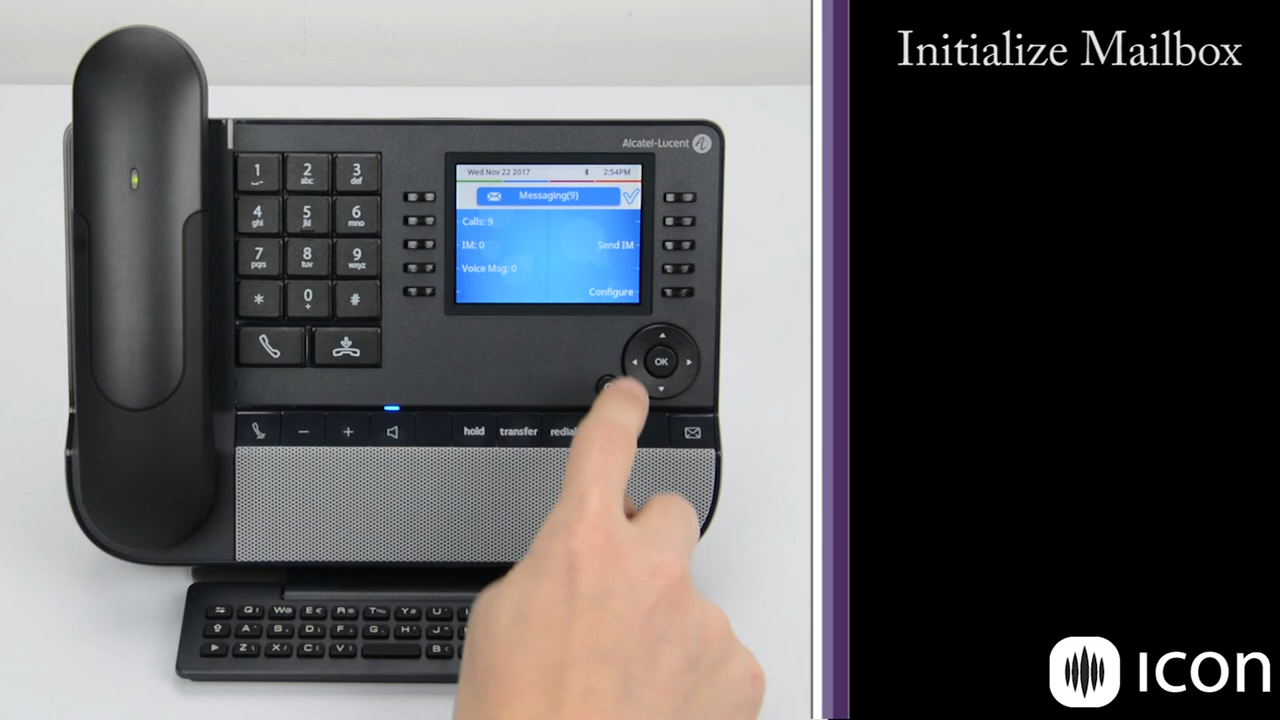 Initialize Mailbox
Alcatel•Lucent
Wed Nov 22 2017 2:54PM
Messaging(9)
Calls: 9
IM: 0 Send IM
Voice Msg: 0
Configure
1 2 abc 3 def
4 ghi 5 jkl 6 mno
7 pqrs 8 tuv 9 wxyz
* 0 + #
OK
hold transfer
Q W E R T Y U
A S D F G H J
Z X C V B
icon